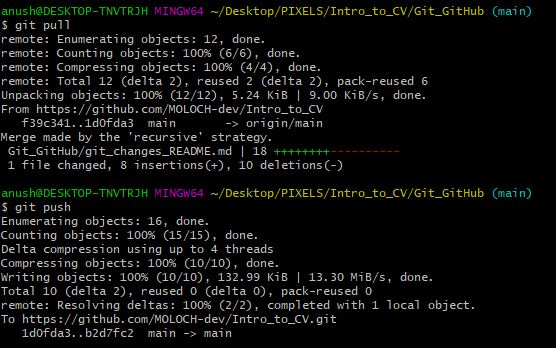 anush@DESKTOP-TNVTRJH MINGW64 ~/Desktop/PIXELS/Intro_to_CV/Git_GitHub (main)
$ git pull
remote: Enumerating objects: 12, done.
remote: Counting objects: 100% (6/6), done.
remote: Compressing objects: 100% (4/4), done.
remote: Total 12 (delta 2), reused 2 (delta 2), pack-reused 6
Unpacking objects: 100% (12/12), 5.24 KiB | 9.00 KiB/s, done.
From https://github.com/MOLOCH-dev/Intro_to_CV
   f39c341..1d0fda3  main       -> origin/main
Merge made by the 'recursive' strategy.
 Git_GitHub/git_changes_README.md | 18 ++++++++----------
 1 file changed, 8 insertions(+), 10 deletions(-)
anush@DESKTOP-TNVTRJH MINGW64 ~/Desktop/PIXELS/Intro_to_CV/Git_GitHub (main)
$ git push
Enumerating objects: 16, done.
Counting objects: 100% (15/15), done.
Delta compression using up to 4 threads
Compressing objects: 100% (10/10), done.
Writing objects: 100% (10/10), 132.99 KiB | 13.30 MiB/s, done.
Total 10 (delta 2), reused 0 (delta 0), pack-reused 0
remote: Resolving deltas: 100% (2/2), completed with 1 local object.
To https://github.com/MOLOCH-dev/Intro_to_CV.git
   1d0fda3..b2d7fc2  main -> main